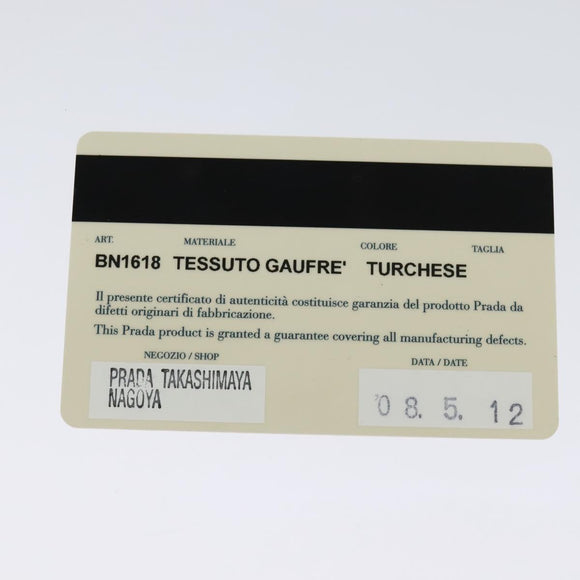 ART. MATERIALE COLORE TAGLIA
BN1618 TESSUTO GAUFRE' TURCHESE
Il presente certificato di autenticità costituisce garanzia del prodotto Prada da
difetti originari di fabbricazione.
This Prada product is granted a guarantee covering all manufacturing defects.
NEGOZIO / SHOP DATA / DATE
PRADA TAKASHIMAYA
NAGOYA
'08. 5. 12